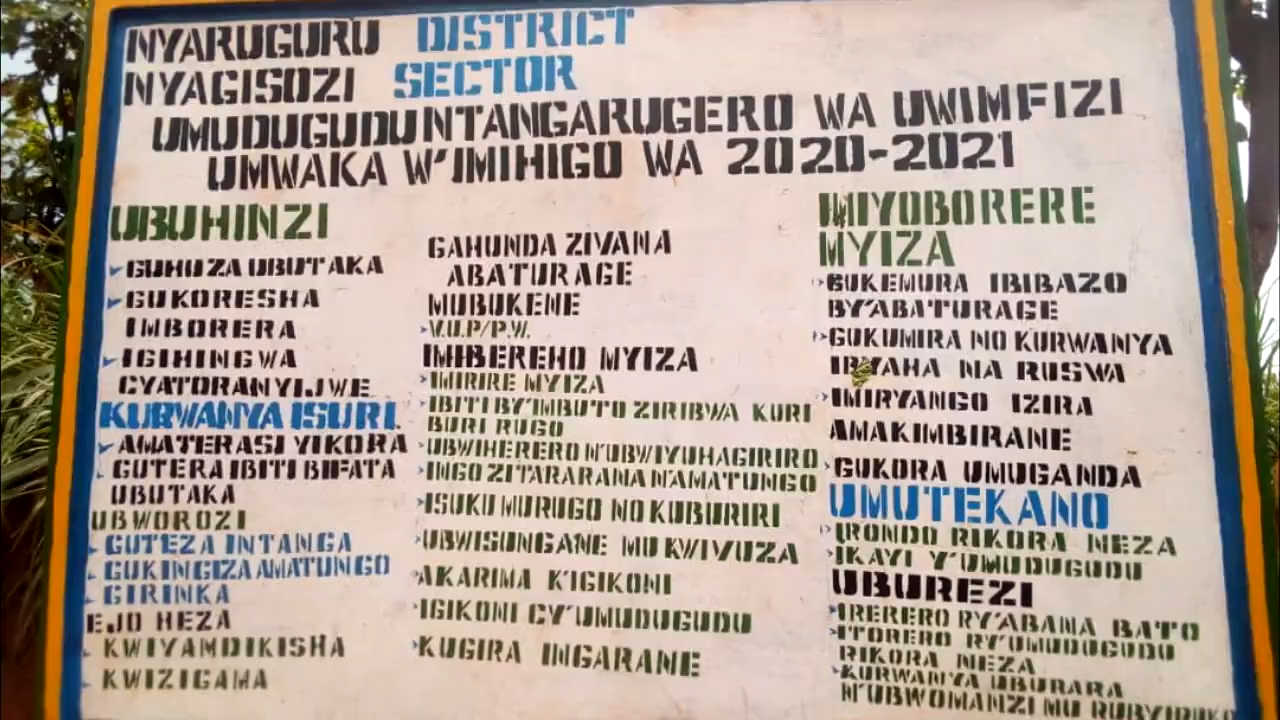 NYARUGURU DISTRICT
NYAGISOZI SECTOR
UMUDUGUDU NTANGARUGERO WA UWIMFIZI
UMWAKA W'IMIHIGO WA 2020-2021
UBUHINZI
GUHUZA UBUTAKA
GUKORESHA
IMBORERA
IGIHINGWA
CYATORANYIJWE
KURWANYA ISURI
AMATERASI YIKORA
GUTERA IBITI BIFATA
UBUTAKA
UBWOROZI
GUTEZA INTANGA
GUKINGIZA AMATUNGO
GIRINKA
EJO HEZA
KWIYANDIKISHA
KWIZIGAMA
GAHUNDA ZIVANA
ABATURAGE
MUBUKENE
V.U.P/P.W.
IMIBEREHO MYIZA
IMIRIRE MYIZA
IBITI BY'IMBUTO ZIRIBWA KURI
BURI RUGO
UBWIHERERO N'UBWIYUHAGIRIRO
INGO ZITARARANA N'AMATUNGO
ISUKU MURUGO NO KUBURIRI
UBWISUNGANE MU KWIVUZA
AKARIMA K'IGIKONI
IGIKONI CY'UMUDUGUDU
KUGIRA INGARANE
IMIYOBORERE
MYIZA
GUKEMURA IBIBAZO
BY'ABATURAGE
GUKUMIRA NO KURWANYA
IBYAHA NA RUSWA
IMIRYANGO IZIRA
AMAKIMBIRANE
GUKORA UMUGANDA
UMUTEKANO
IRONDO RIKORA NEZA
IKAYI Y'UMUDUGUDU
UBUREZI
IRERERO RY'ABANA BATO
ITORERO RY'UMUDUGUDU
RIKORA NEZA
KURWANYA UBURARA
N'UBWOMANZI MU RUBYIRUKO